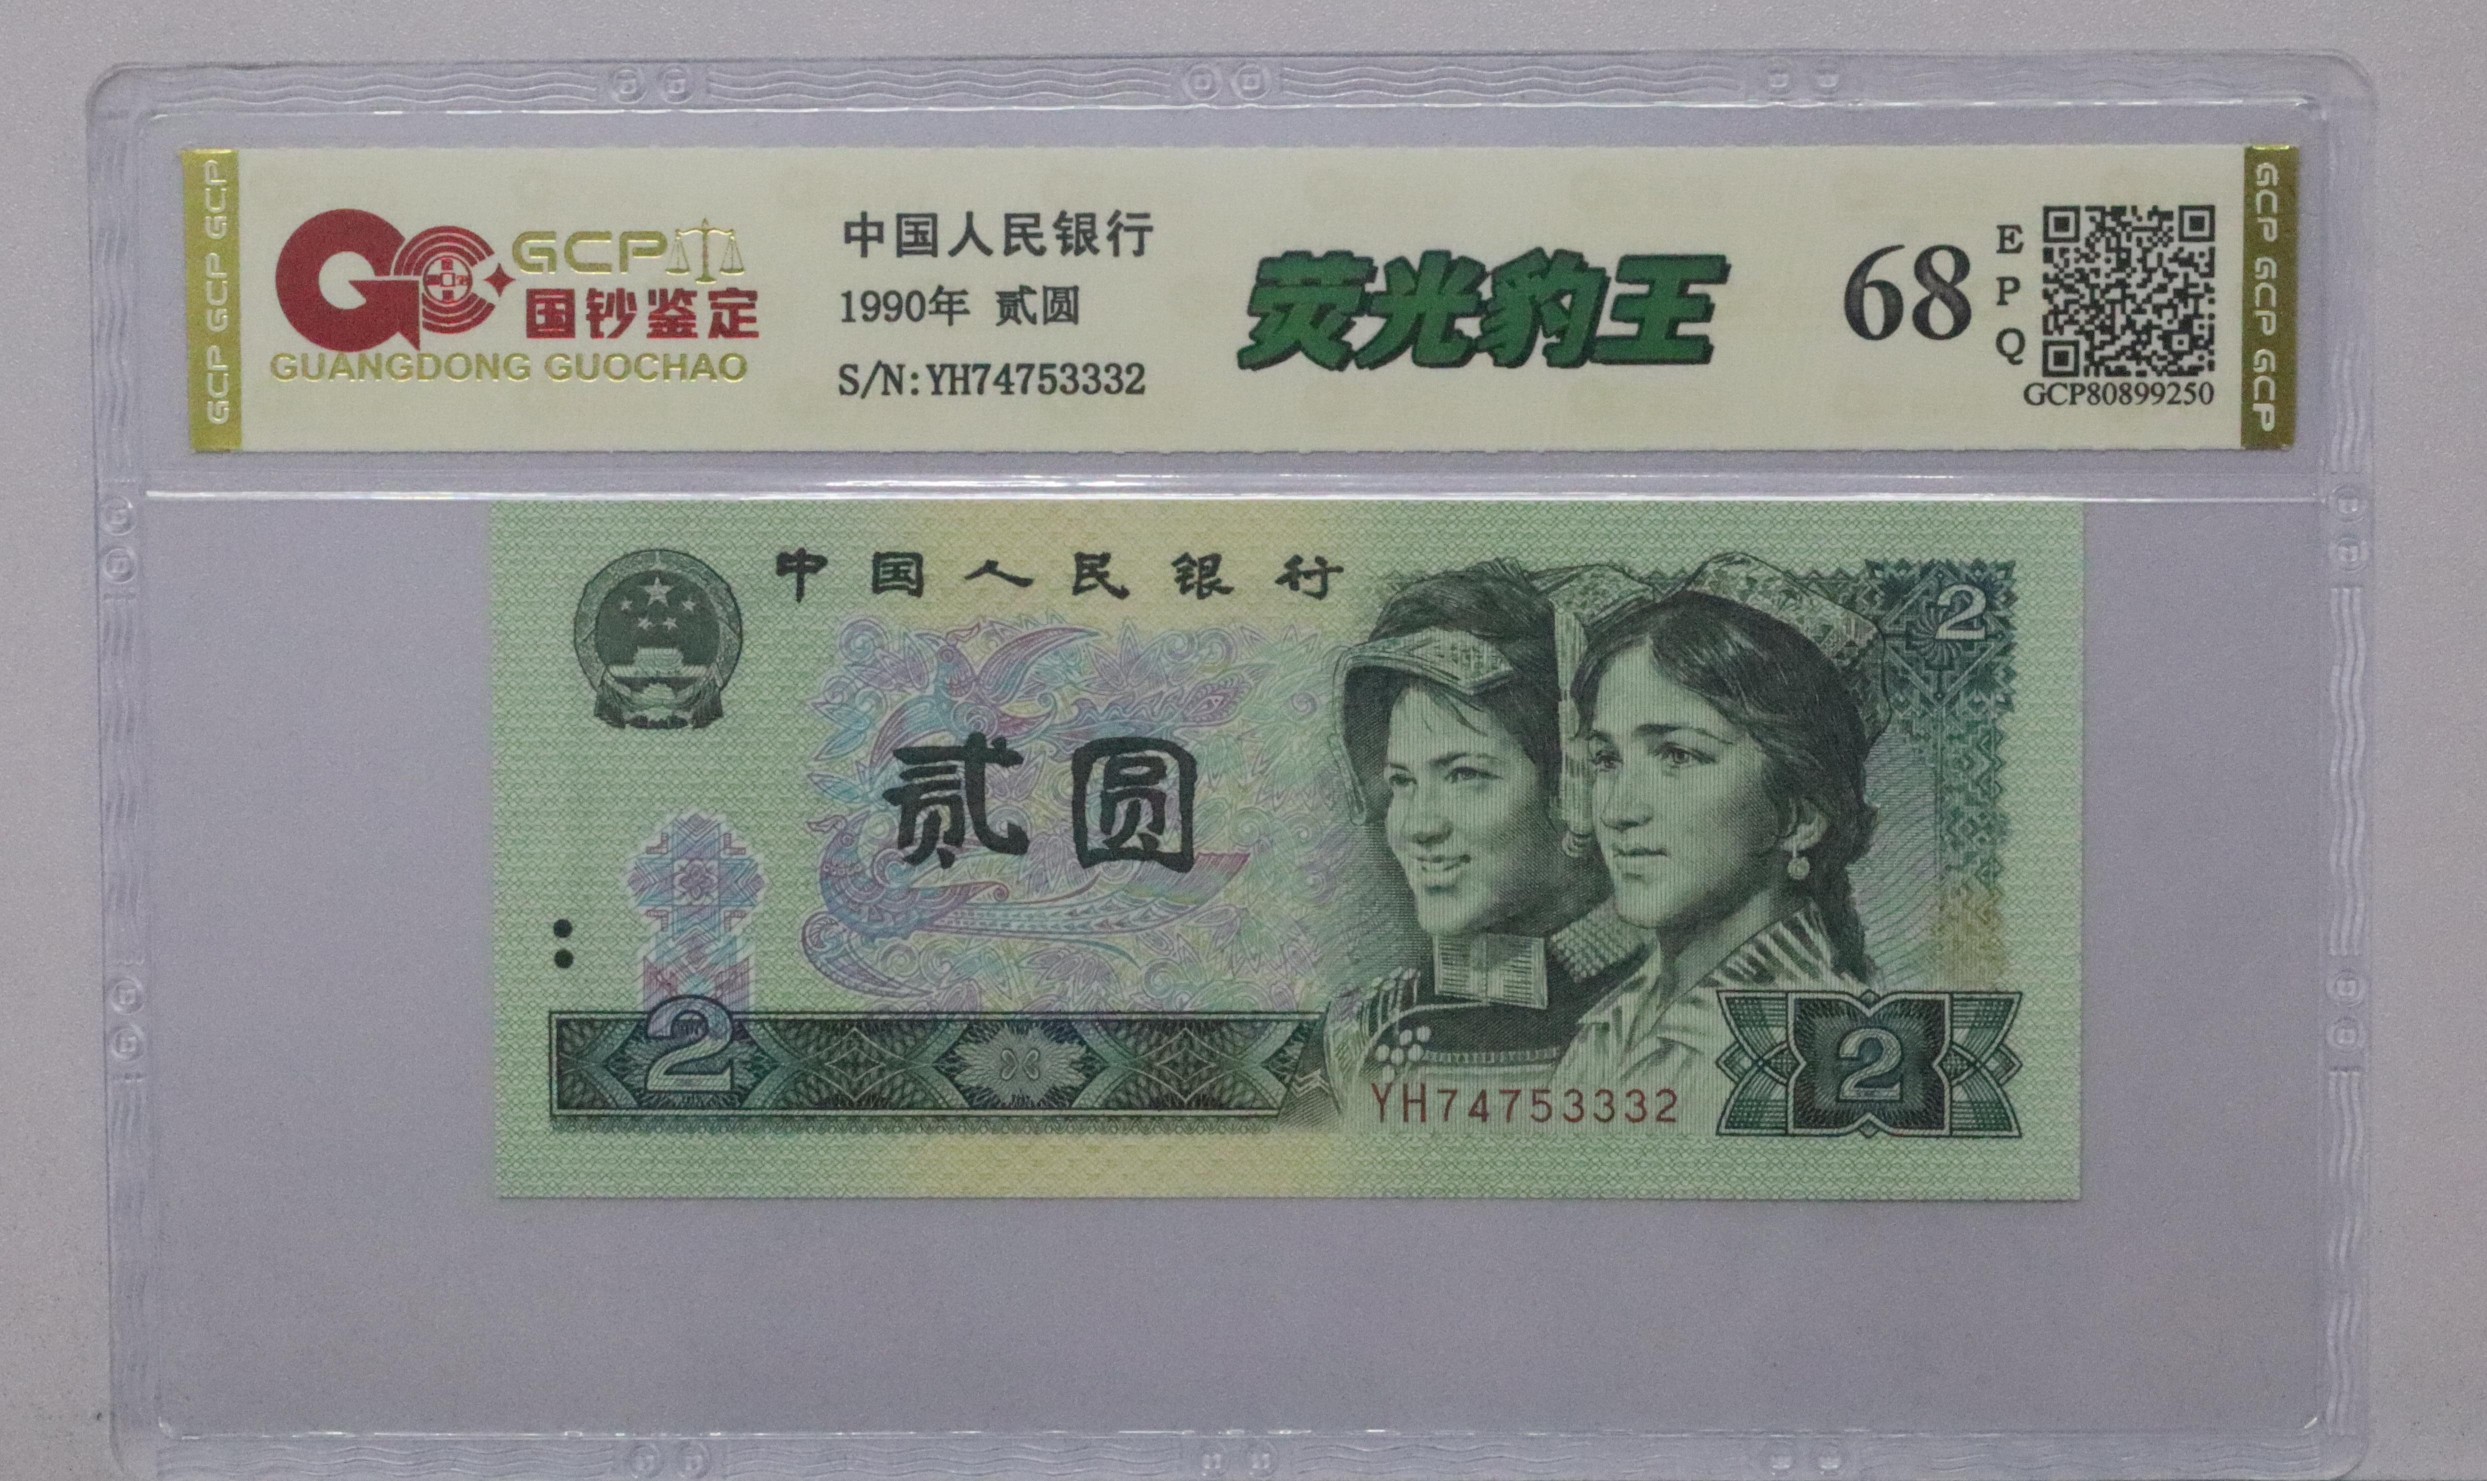 GCP GCP GCP
GCP
国钞鉴定
GUANGDONG GUOCHAO
中国人民银行
1990年 贰圆
S/N:YH74753332
荧光豹王
68
E
P
Q
GCP80899250
GCP GCP GCP
中国人民银行
2
贰圆
2
YH74753332
2